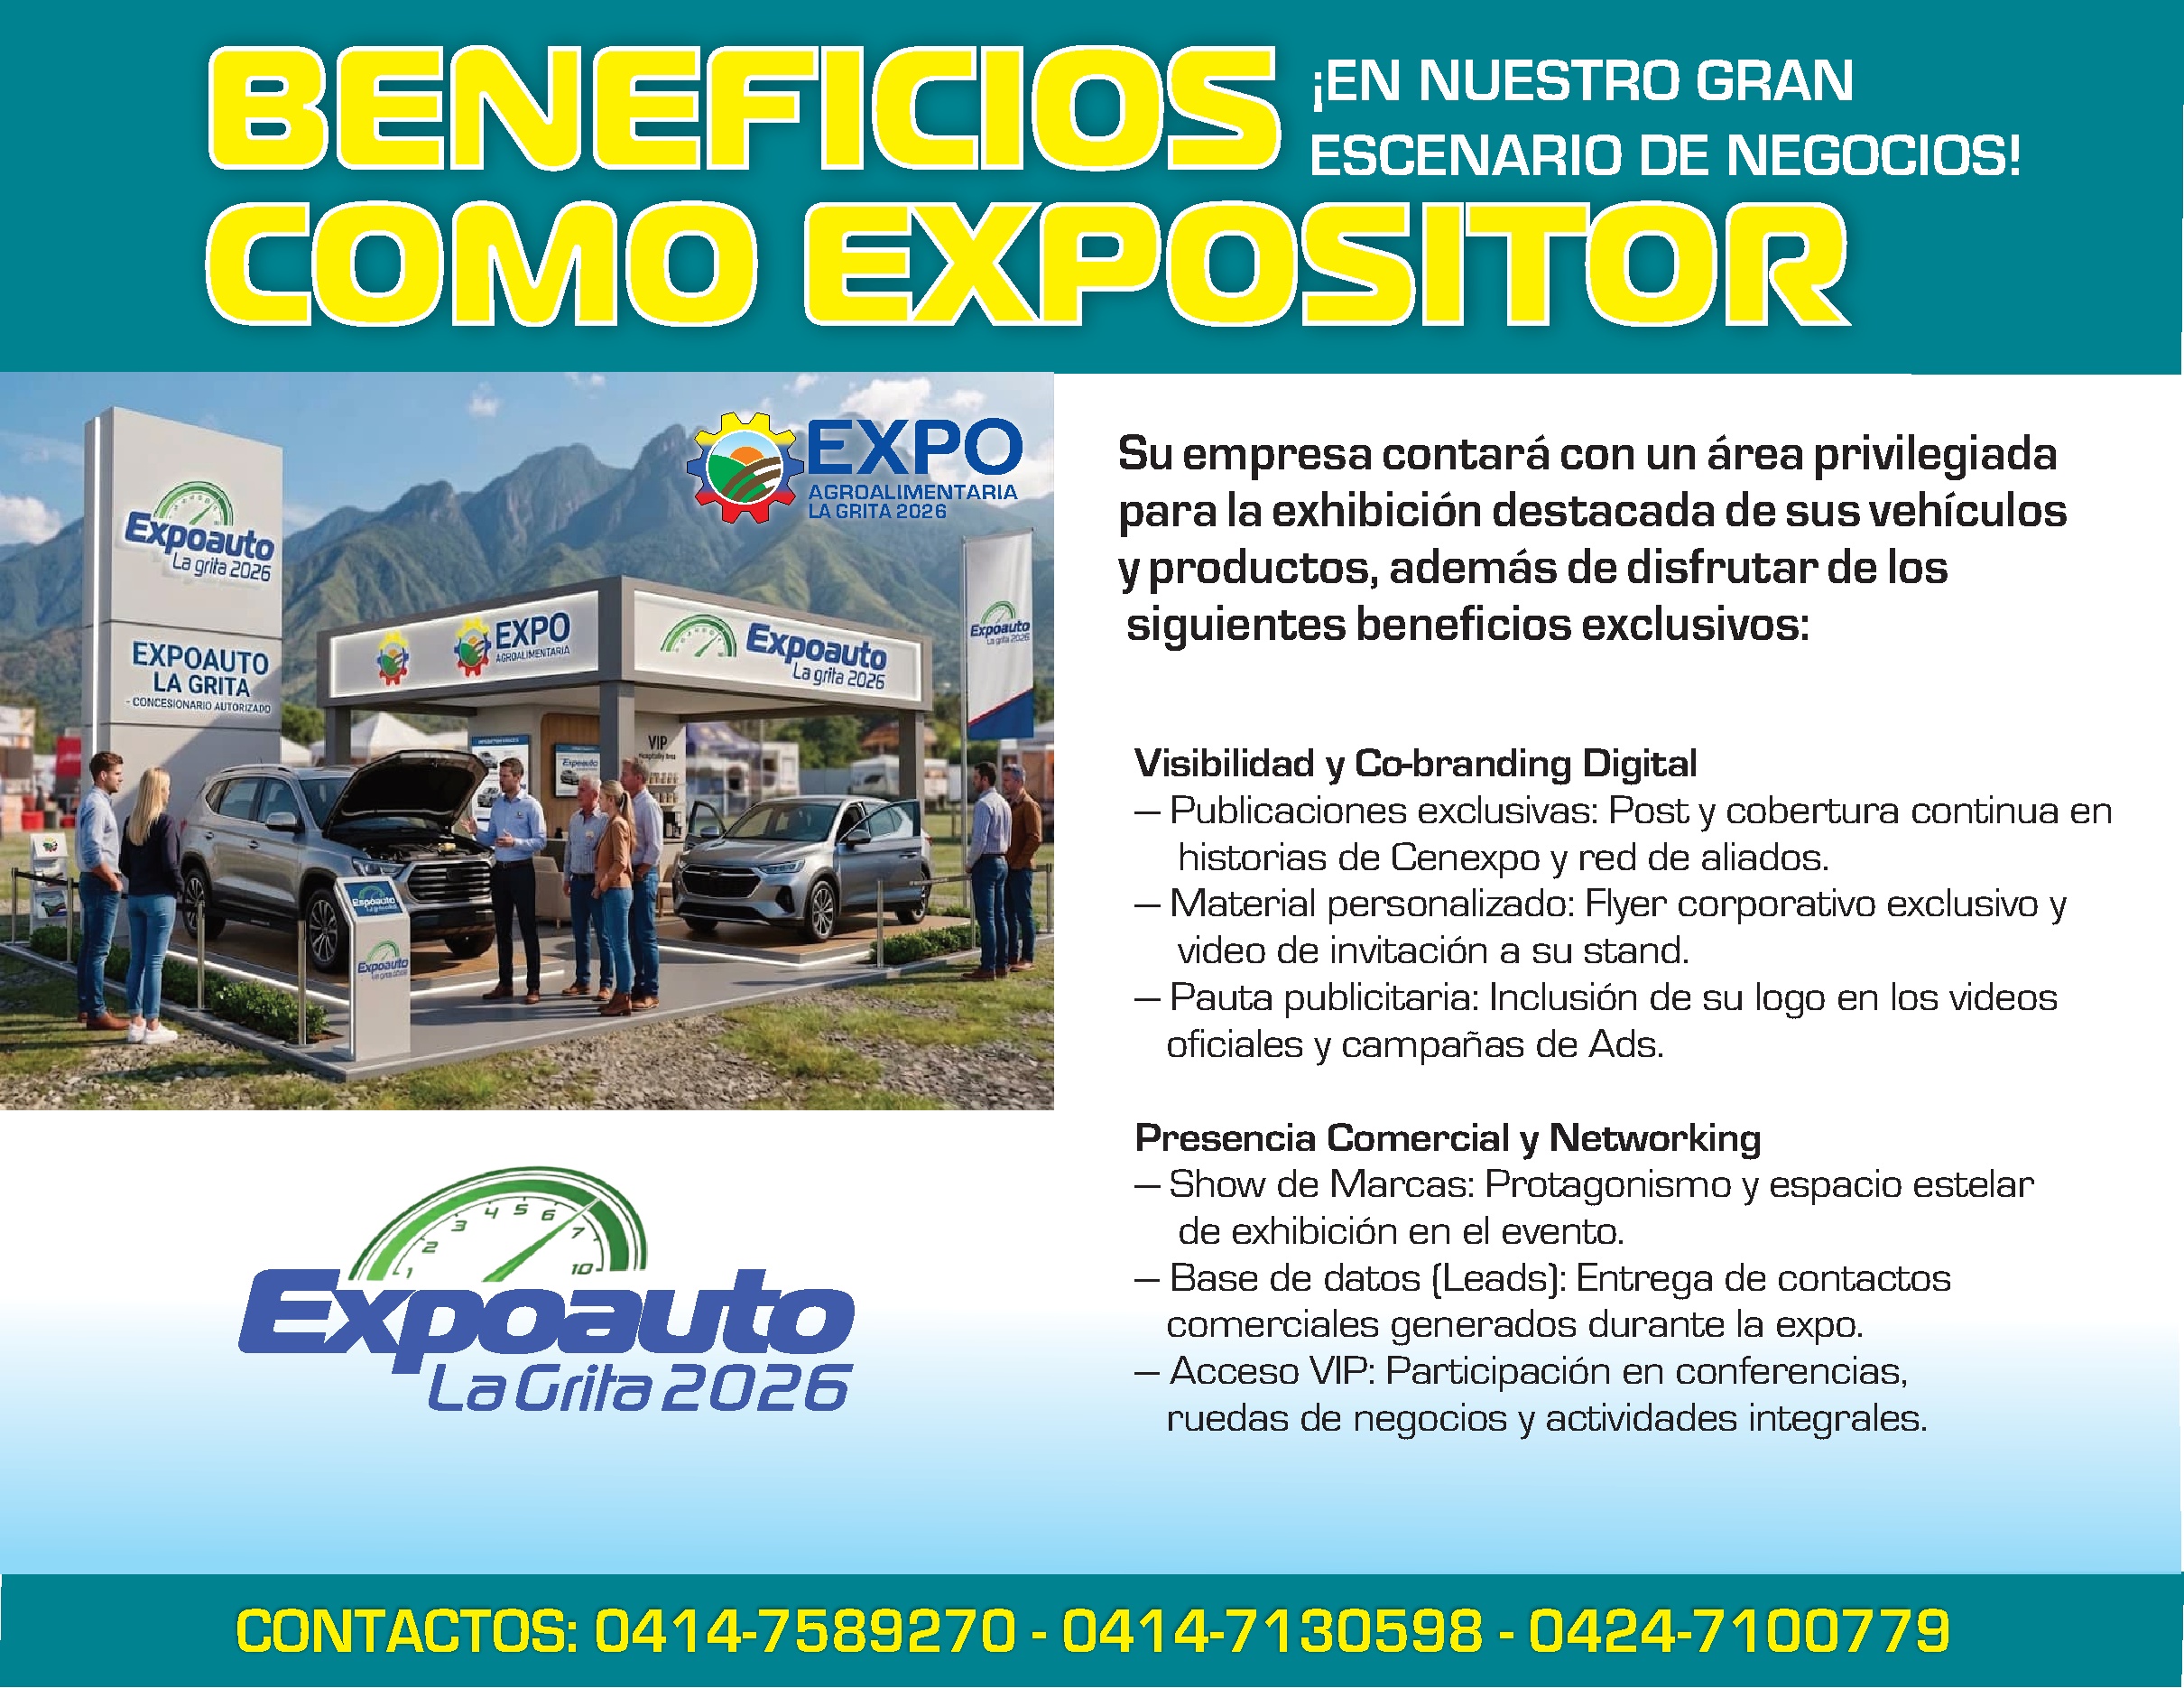 BENEFICIOS
¡EN NUESTRO GRAN
ESCENARIO DE NEGOCIOS!
COMO EXPOSITOR
EXPO
AGROALIMENTARIA
LA GRITA 2026
Expoauto
La grita 2026
EXPOAUTO
LA GRITA
- CONCESIONARIO AUTORIZADO
EXPO
AGROALIMENTARIA
Expoauto
La grita 2026
Expoauto
La grita 2026
VIP
Expoauto
Expoauto
Expoauto
Su empresa contará con un área privilegiada
para la exhibición destacada de sus vehículos
y productos, además de disfrutar de los
siguientes beneficios exclusivos:
Visibilidad y Co-branding Digital
— Publicaciones exclusivas: Post y cobertura continua en
historias de Cenexpo y red de aliados.
— Material personalizado: Flyer corporativo exclusivo y
video de invitación a su stand.
— Pauta publicitaria: Inclusión de su logo en los videos
oficiales y campañas de Ads.
Presencia Comercial y Networking
— Show de Marcas: Protagonismo y espacio estelar
de exhibición en el evento.
— Base de datos (Leads): Entrega de contactos
comerciales generados durante la expo.
— Acceso VIP: Participación en conferencias,
ruedas de negocios y actividades integrales.
1 2 3 4 5 6 7 10
Expoauto
La Grita 2026
CONTACTOS: 0414-7589270 - 0414-7130598 - 0424-7100779